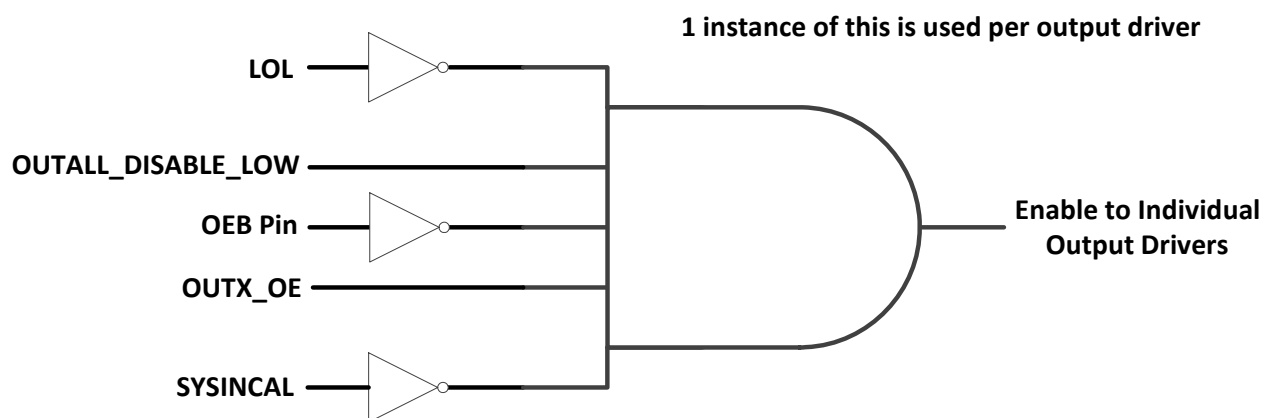 1 instance of this is used per output driver
LOL
OUTALL_DISABLE_LOW
OEB Pin
OUTX_OE
SYSINCAL
Enable to Individual
Output Drivers